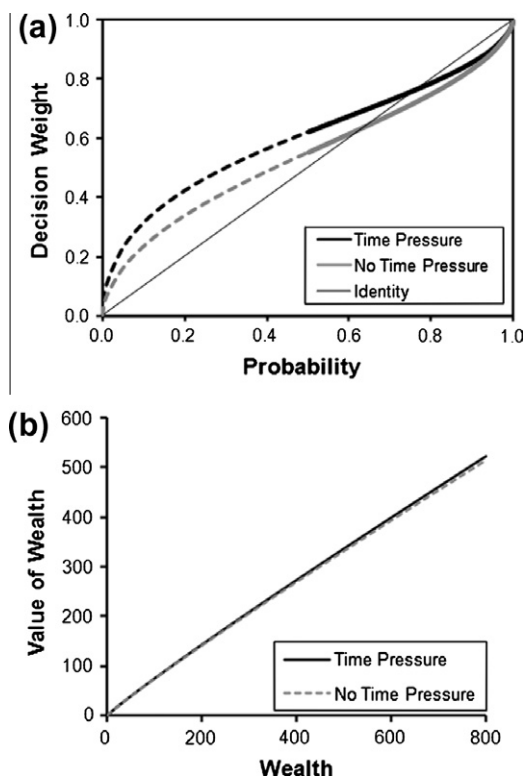 (a)
1.0
0.8
0.6
0.4
0.2
0.0
Decision Weight
Time Pressure
No Time Pressure
Identity
0.0 0.2 0.4 0.6 0.8 1.0
Probability
(b)
600
500
400
300
200
100
0
Value of Wealth
Time Pressure
No Time Pressure
0 200 400 600 800
Wealth